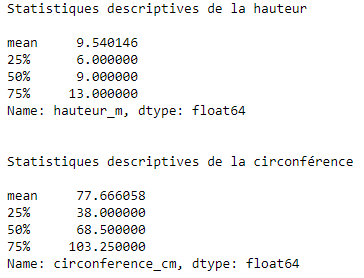 Statistiques descriptives de la hauteur
mean 9.540146
25% 6.000000
50% 9.000000
75% 13.000000
Name: hauteur_m, dtype: float64
Statistiques descriptives de la circonférence
mean 77.666058
25% 38.000000
50% 68.500000
75% 103.250000
Name: circonference_cm, dtype: float64